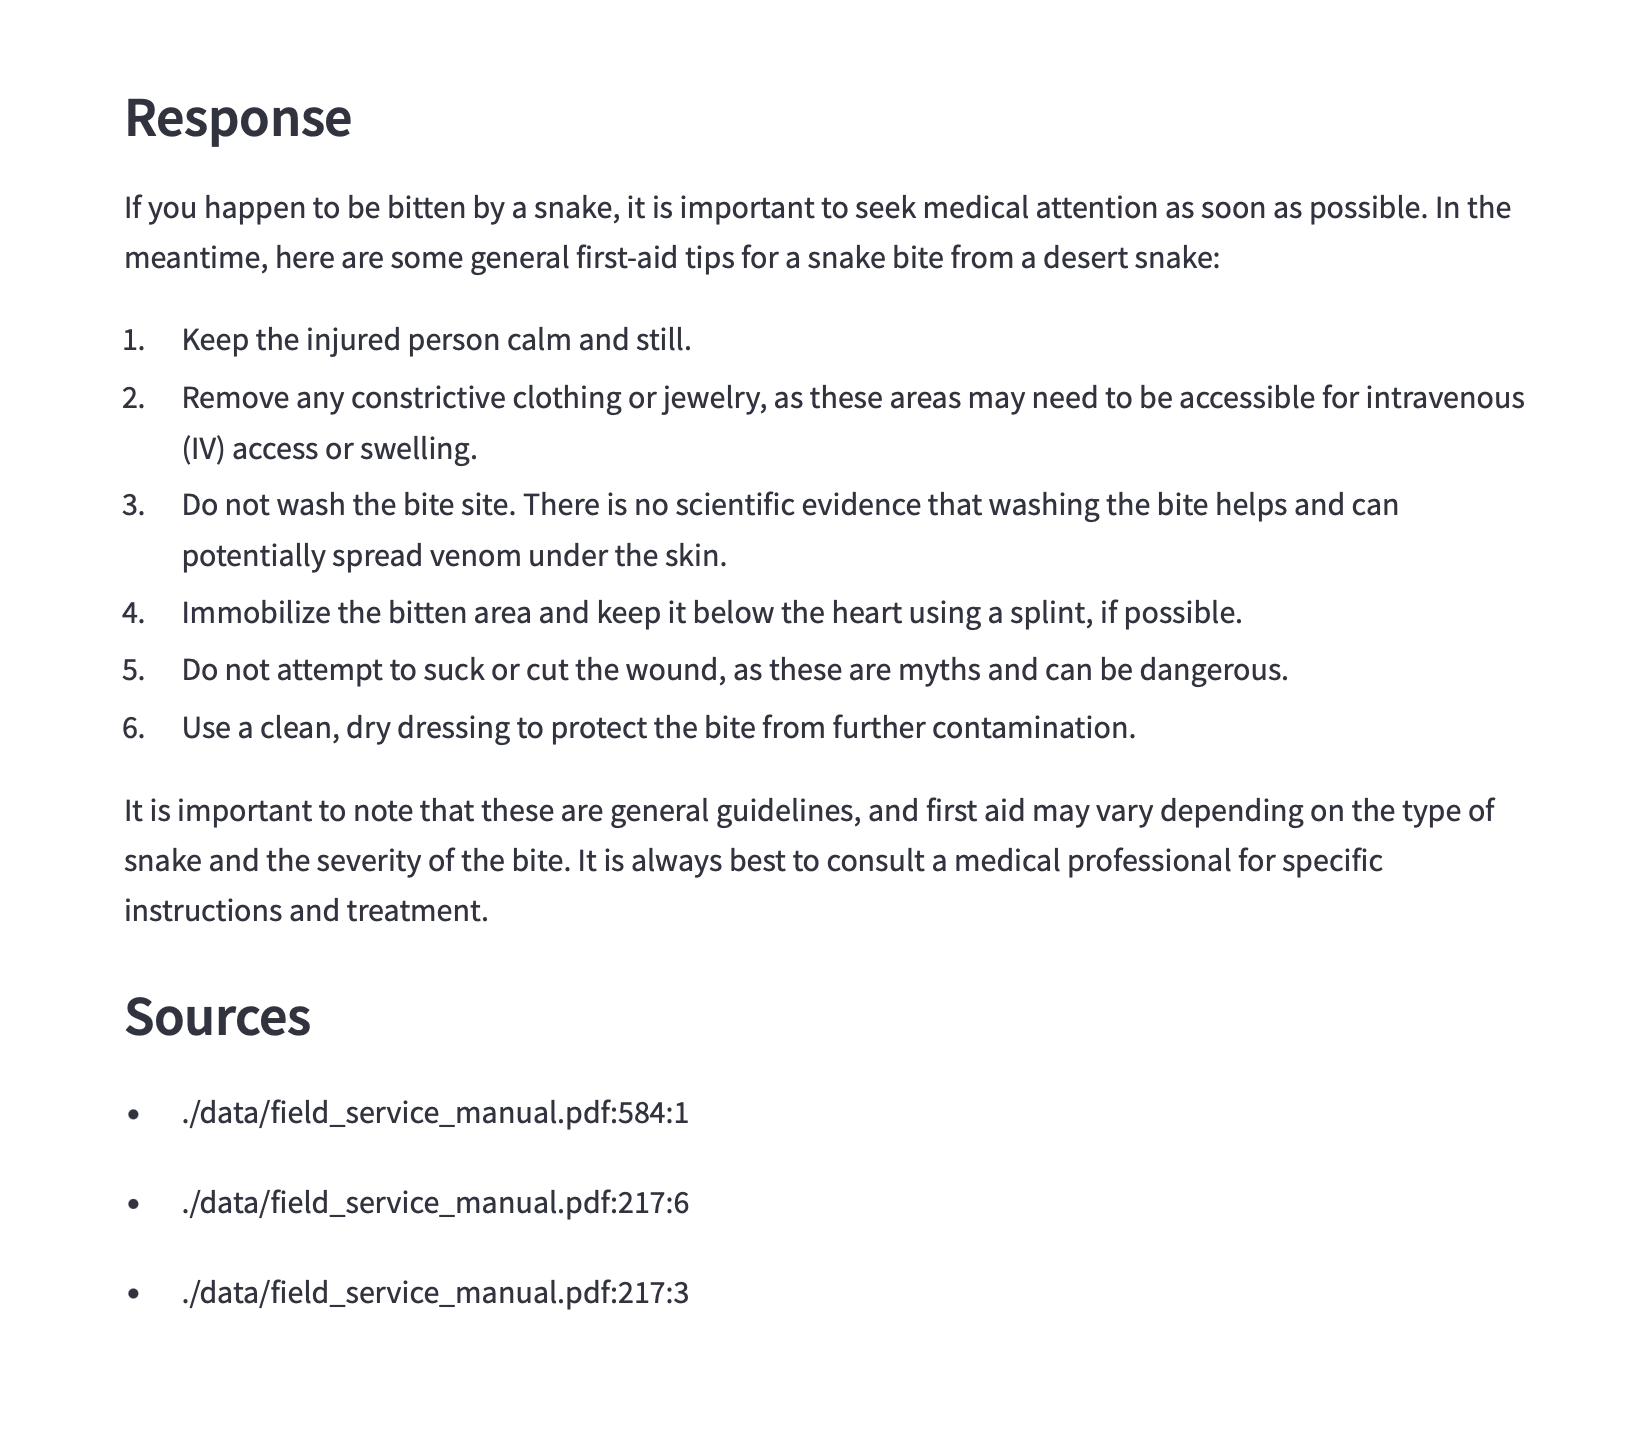 Response
If you happen to be bitten by a snake, it is important to seek medical attention as soon as possible. In the
meantime, here are some general first-aid tips for a snake bite from a desert snake:
1. Keep the injured person calm and still.
2. Remove any constrictive clothing or jewelry, as these areas may need to be accessible for intravenous
(IV) access or swelling.
3. Do not wash the bite site. There is no scientific evidence that washing the bite helps and can
potentially spread venom under the skin.
4. Immobilize the bitten area and keep it below the heart using a splint, if possible.
5. Do not attempt to suck or cut the wound, as these are myths and can be dangerous.
6. Use a clean, dry dressing to protect the bite from further contamination.
It is important to note that these are general guidelines, and first aid may vary depending on the type of
snake and the severity of the bite. It is always best to consult a medical professional for specific
instructions and treatment.
Sources
• ./data/field_service_manual.pdf:584:1
• ./data/field_service_manual.pdf:217:6
• ./data/field_service_manual.pdf:217:3